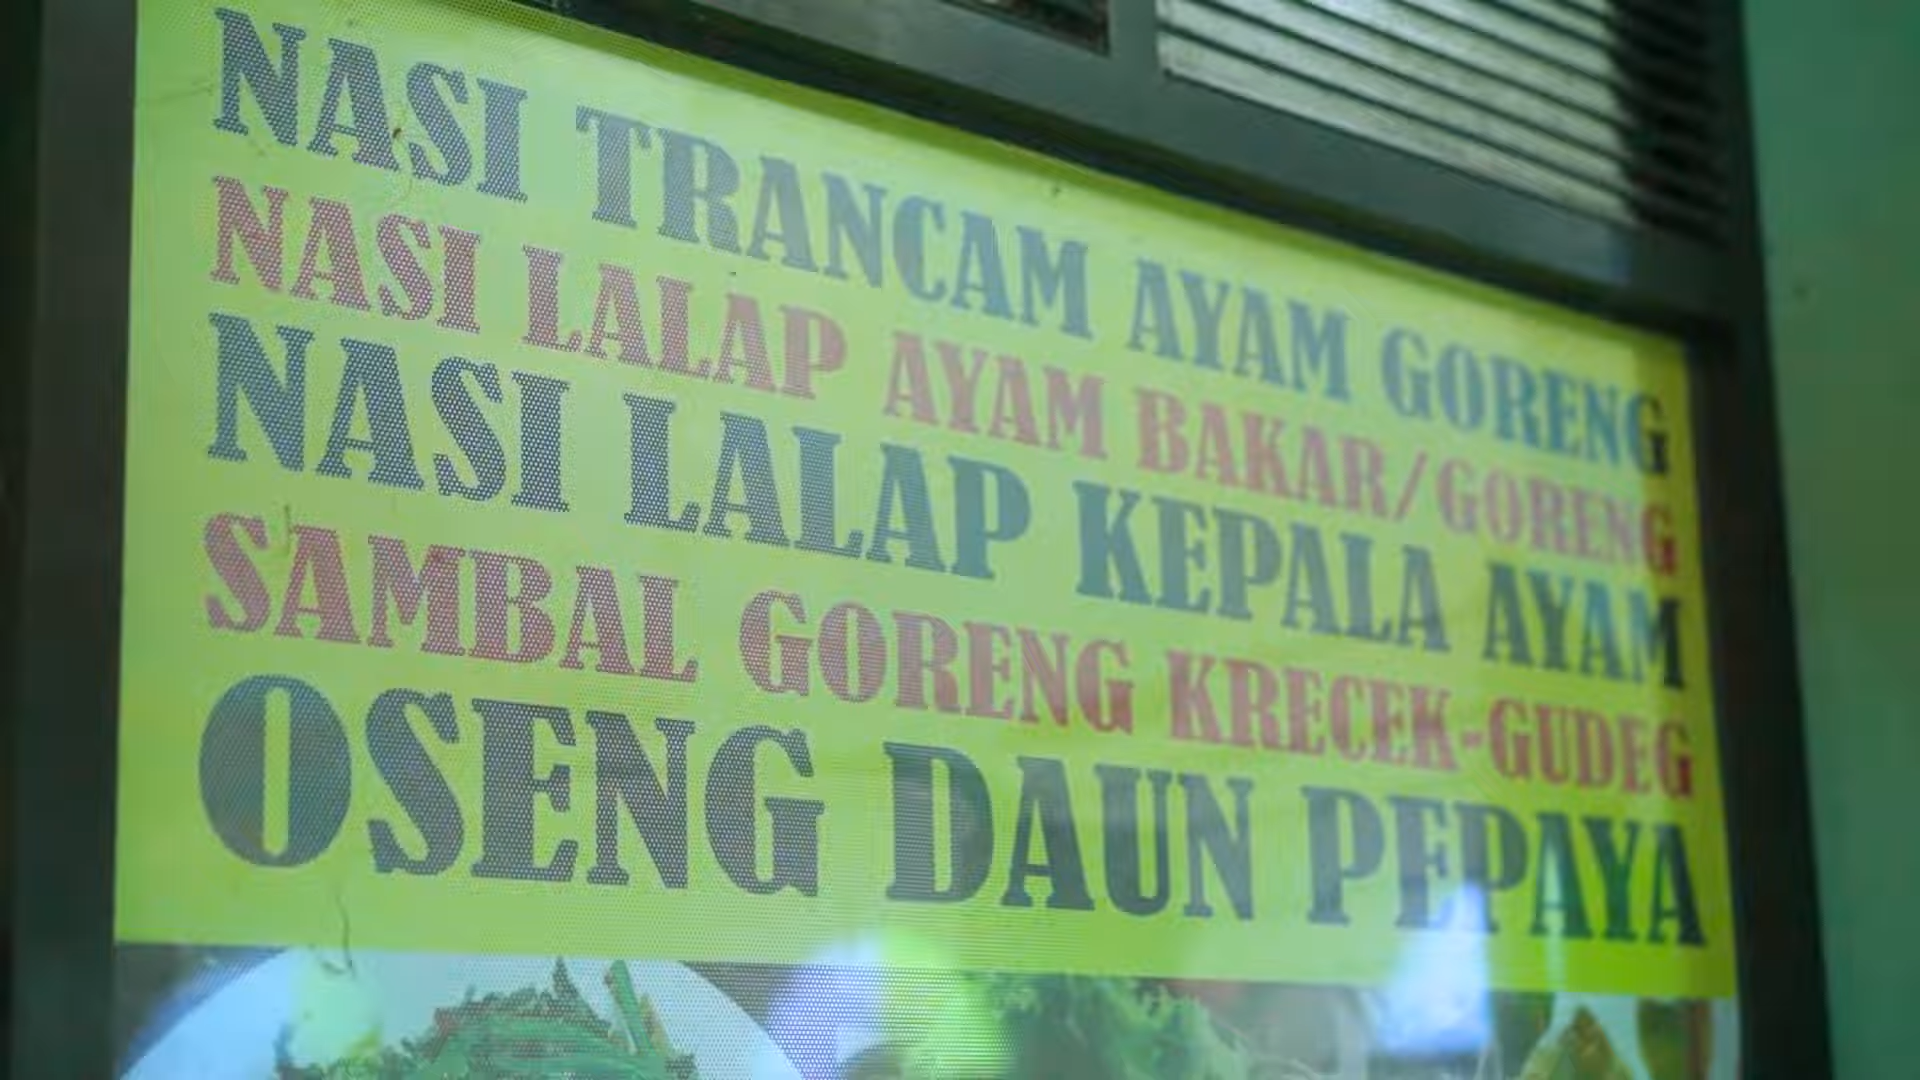 NASI TRANCAM AYAM GORENG
NASI LALAP AYAM BAKAR/GORENG
NASI LALAP KEPALA AYAM
SAMBAL GORENG KRECEK-GUDEG
OSENG DAUN PEPAYA